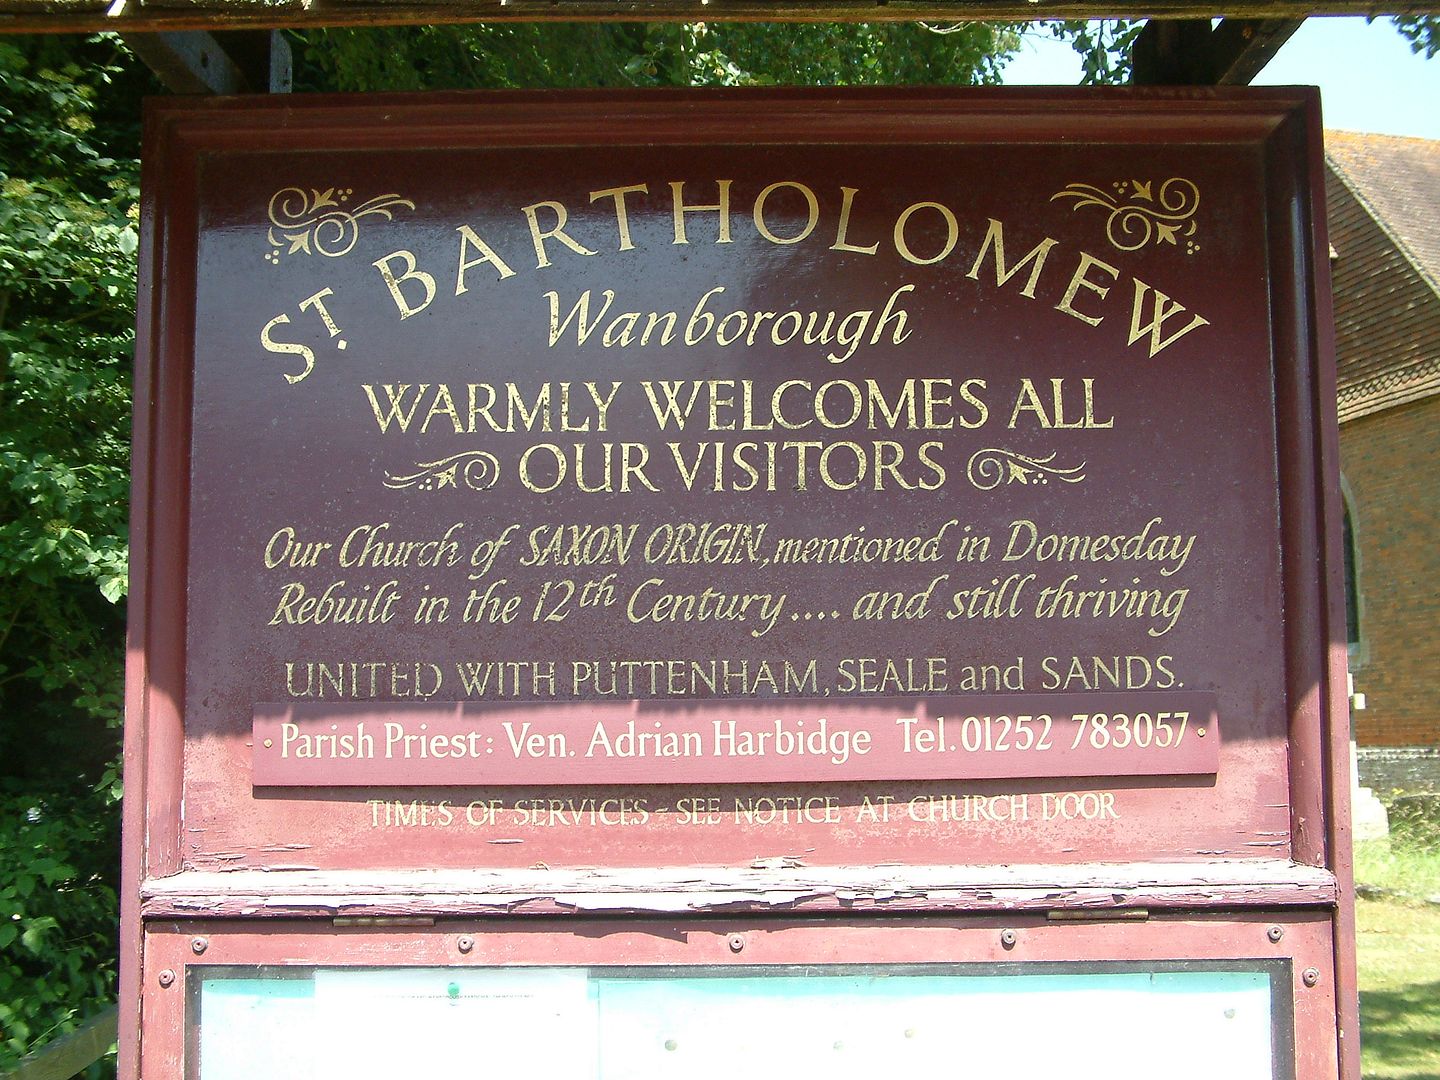 ST. BARTHOLOMEW
Wanborough
WARMLY WELCOMES ALL
OUR VISITORS
Our Church of SAXON ORIGIN, mentioned in Domesday
Rebuilt in the 12th Century.... and still thriving
UNITED WITH PUTTENHAM, SEALE and SANDS.
Parish Priest: Ven. Adrian Harbidge Tel. 01252 783057
TIMES OF SERVICES - SEE NOTICE AT CHURCH DOOR